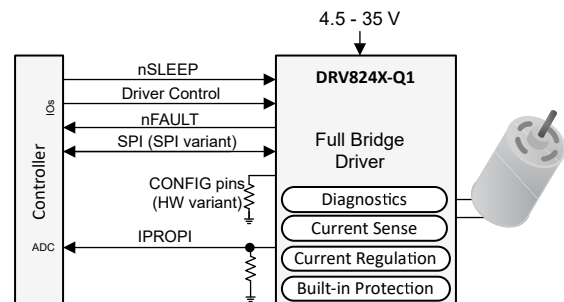 4.5 - 35 V
nSLEEP
DRV824X-Q1
IOs
Driver Control
nFAULT
SPI (SPI variant)
Full Bridge
Driver
Controller
CONFIG pins
(HW variant)
Diagnostics
Current Sense
ADC
IPROPI
Current Regulation
Built-in Protection